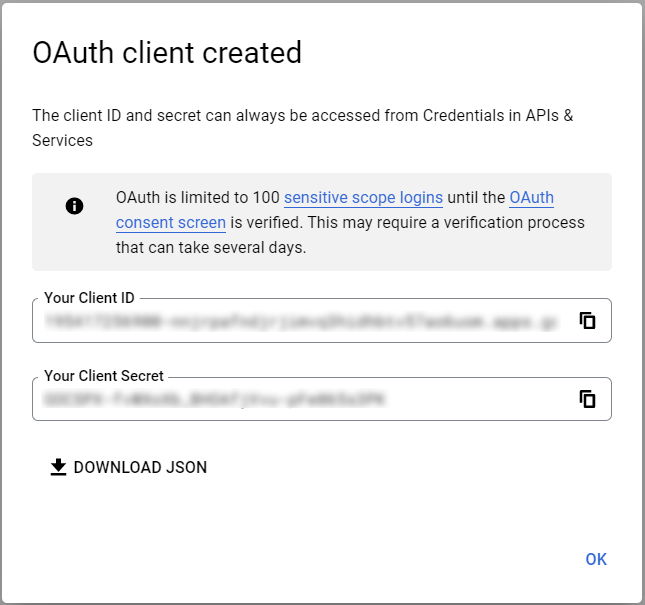 OAuth client created
The client ID and secret can always be accessed from Credentials in APIs &
Services
OAuth is limited to 100 sensitive scope logins until the OAuth
consent screen is verified. This may require a verification process
that can take several days.
Your Client ID
Your Client Secret
DOWNLOAD JSON
OK